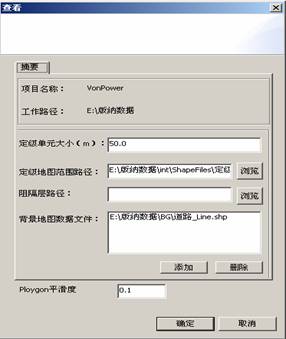 查看
摘要
项目名称： VonPower
工作路径： E:\版纳数据
定级单元大小（m）：50.0
定级地图范围路径： E:\版纳数据\int\ShapeFiles\定级 浏览
阻隔层路径： 浏览
背景地图数据文件： E:\版纳数据\BG\道路_Line.shp
添加 删除
Ploygon平滑度 0.1
确定 取消